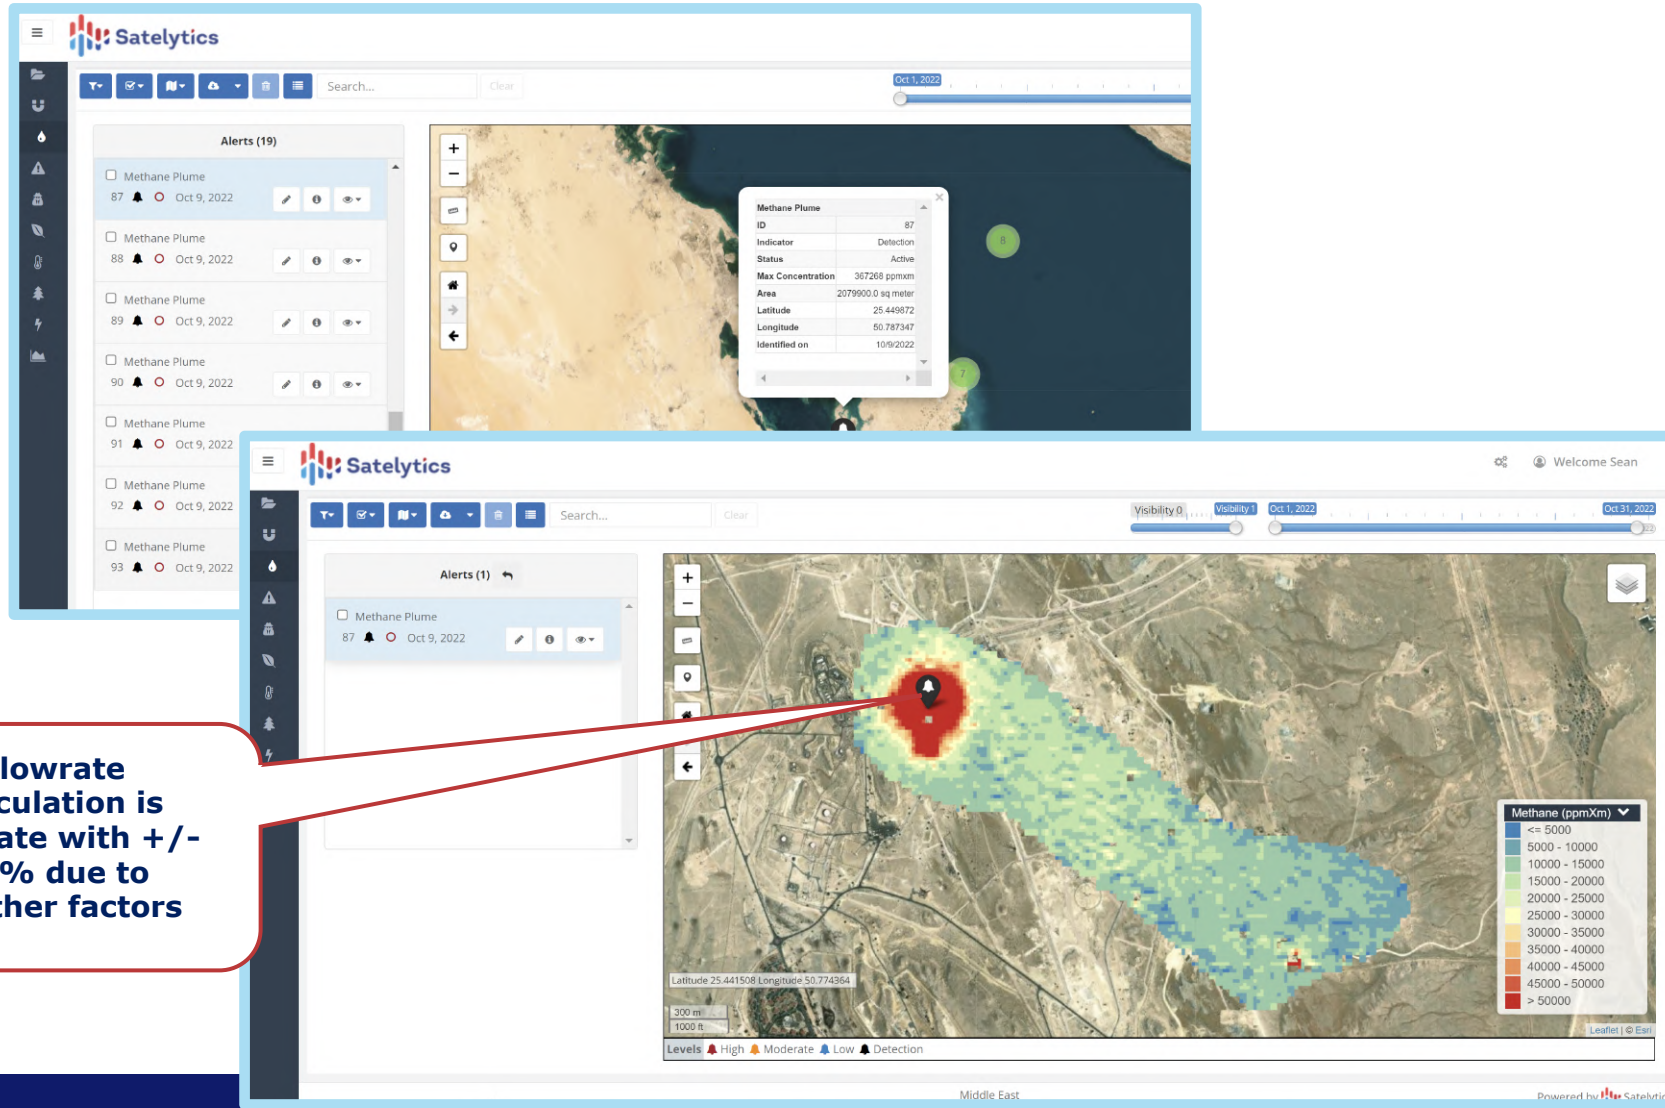 Satelytics
Search...
Clear
Oct 1, 2022
Alerts (19)
Methane Plume
87 Oct 9, 2022
Methane Plume
88 Oct 9, 2022
Methane Plume
89 Oct 9, 2022
Methane Plume
90 Oct 9, 2022
Methane Plume
91 Oct 9, 2022
Methane Plume
92 Oct 9, 2022
Methane Plume
93 Oct 9, 2022
Methane Plume
ID 87
Indicator Detection
Status Active
Max Concentration 367268 ppmxm
Area 2079900.0 sq meter
Latitude 25.449872
Longitude 50.787347
Identified on 10/9/2022
8
7
Satelytics
Welcome Sean
Search...
Clear
Visibility 0
Visibility 1
Oct 1, 2022
Oct 31, 2022
Alerts (1)
Methane Plume
87 Oct 9, 2022
lowrate
culation is
ate with +/-
% due to
ther factors
Methane (ppmXm)
<= 5000
5000 - 10000
10000 - 15000
15000 - 20000
20000 - 25000
25000 - 30000
30000 - 35000
35000 - 40000
40000 - 45000
45000 - 50000
> 50000
Latitude 25.441508 Longitude 50.774364
300 m
1000 ft
Leaflet | © Esri
Levels High Moderate Low Detection
Middle East
Powered by Satelytic